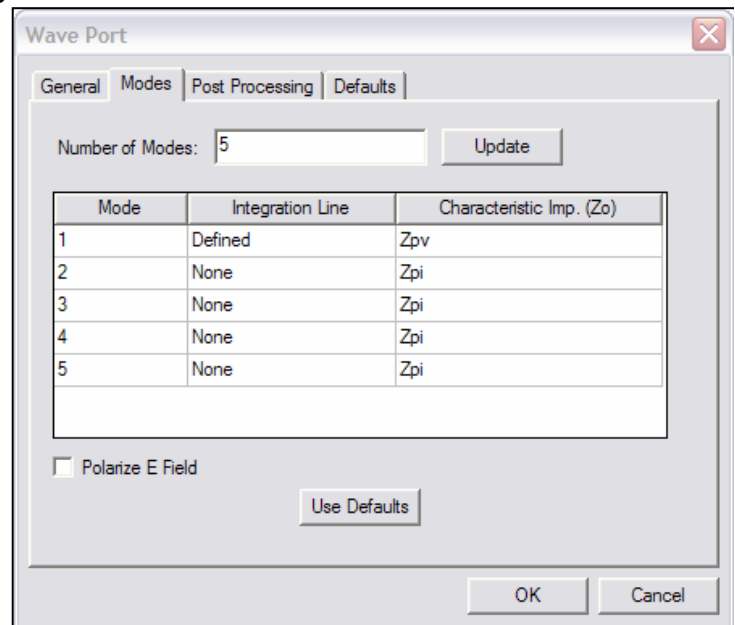 Wave Port
General Modes Post Processing Defaults
Number of Modes: 5 Update
Mode Integration Line Characteristic Imp. (Zo)
1 Defined Zpv
2 None Zpi
3 None Zpi
4 None Zpi
5 None Zpi
Polarize E Field
Use Defaults
OK Cancel